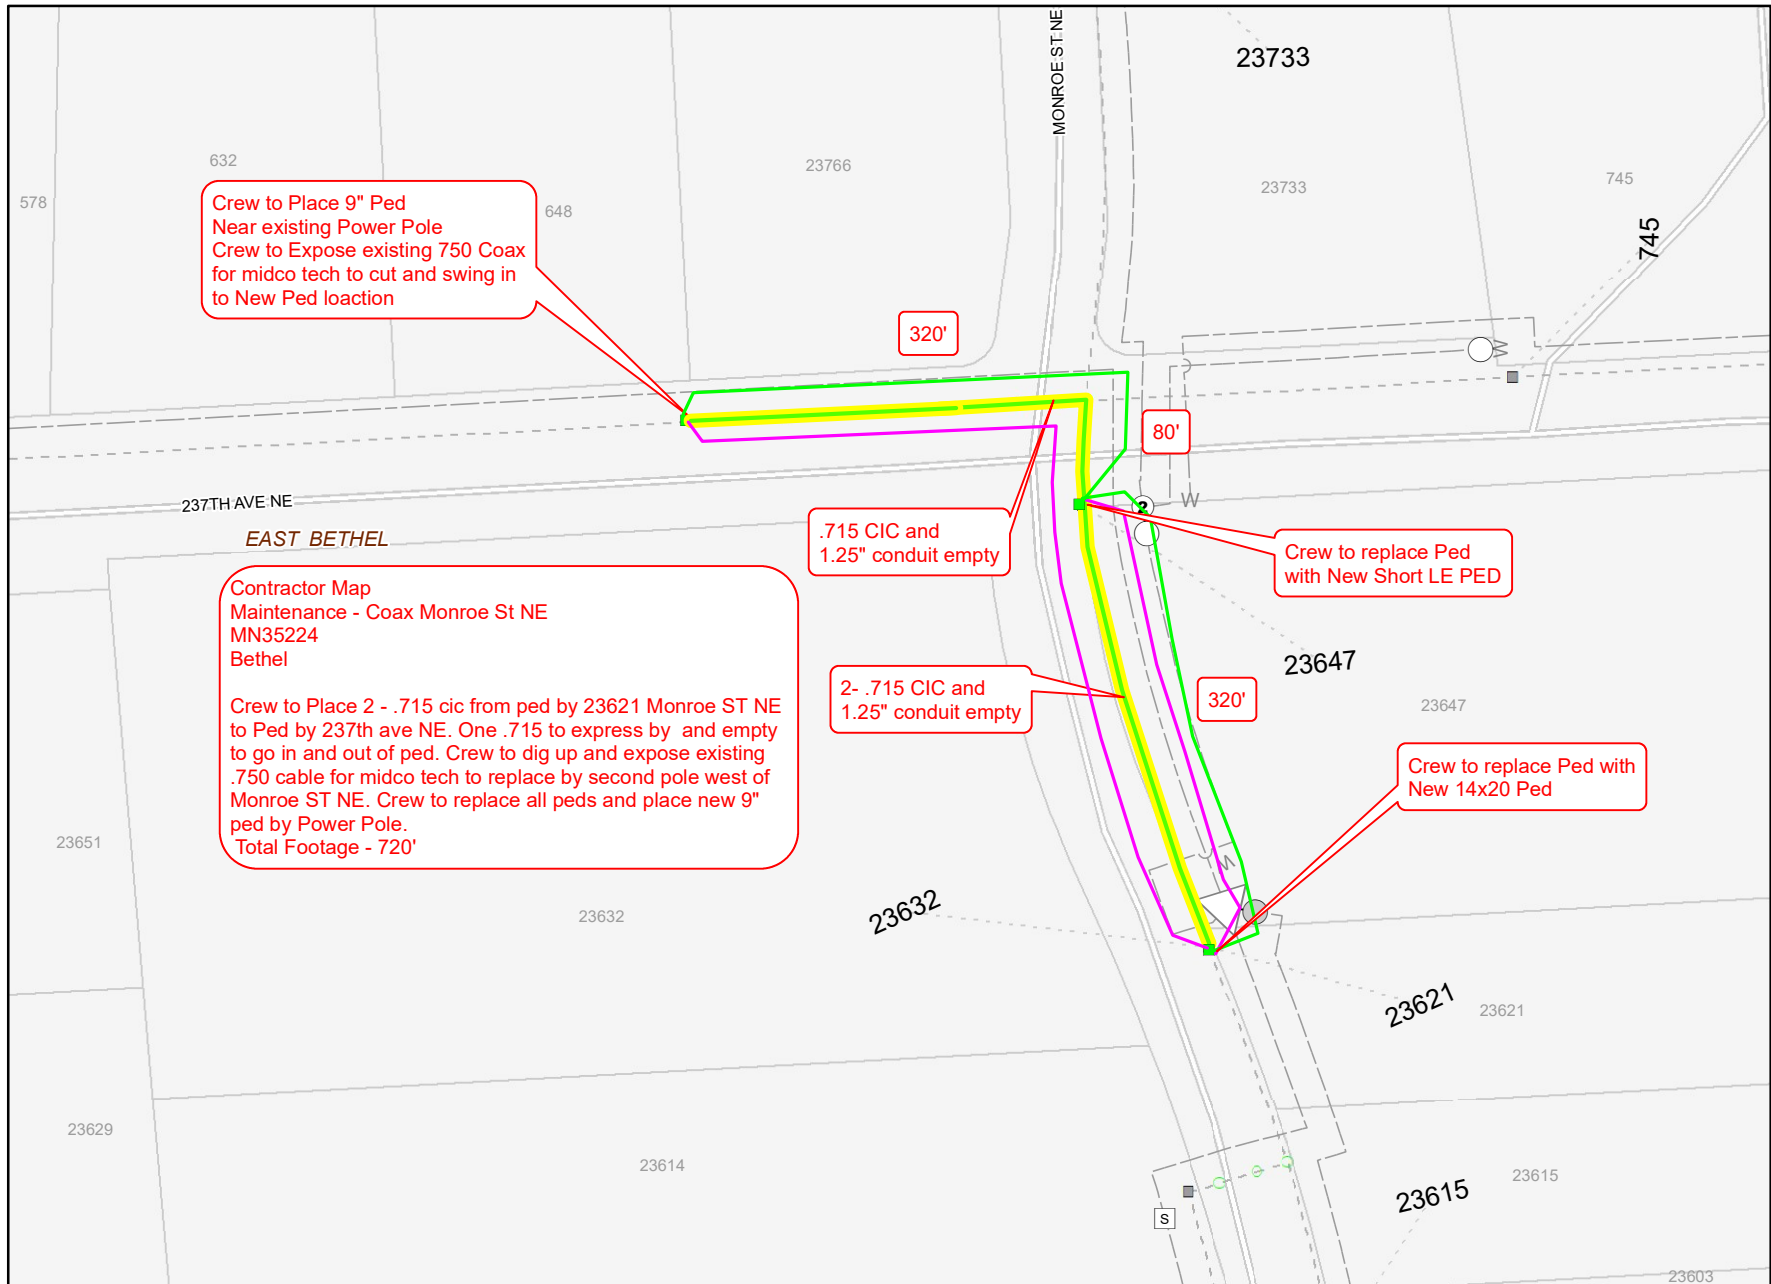 MONROE ST NE
23733
632
23766
23733
745
578
648
745
Crew to Place 9" Ped
Near existing Power Pole
Crew to Expose existing 750 Coax
for midco tech to cut and swing in
to New Ped loaction
320'
W
80'
237TH AVE NE
EAST BETHEL
2
W
.715 CIC and
1.25" conduit empty
Crew to replace Ped
with New Short LE PED
Contractor Map
Maintenance - Coax Monroe St NE
MN35224
Bethel
Crew to Place 2 - .715 cic from ped by 23621 Monroe ST NE
to Ped by 237th ave NE. One .715 to express by  and empty
to go in and out of ped. Crew to dig up and expose existing
.750 cable for midco tech to replace by second pole west of
Monroe ST NE. Crew to replace all peds and place new 9"
ped by Power Pole.
Total Footage - 720'
23647
2- .715 CIC and
1.25" conduit empty
320'
23647
Crew to replace Ped with
New 14x20 Ped
23651
W
23632
23632
23621
23621
23629
23614
23615
23615
S
23603